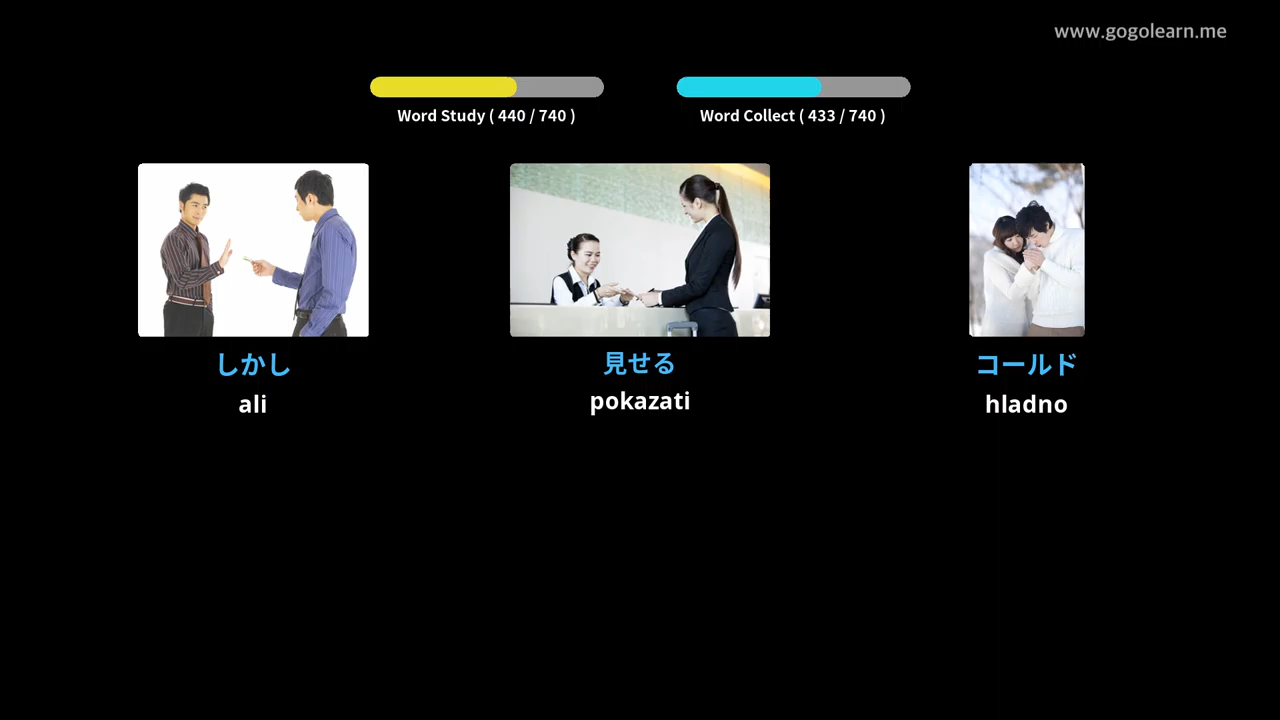 www.gogolearn.me
Word Study ( 440 / 740 )
Word Collect ( 433 / 740 )
しかし
見せる
コールド
ali
pokazati
hladno